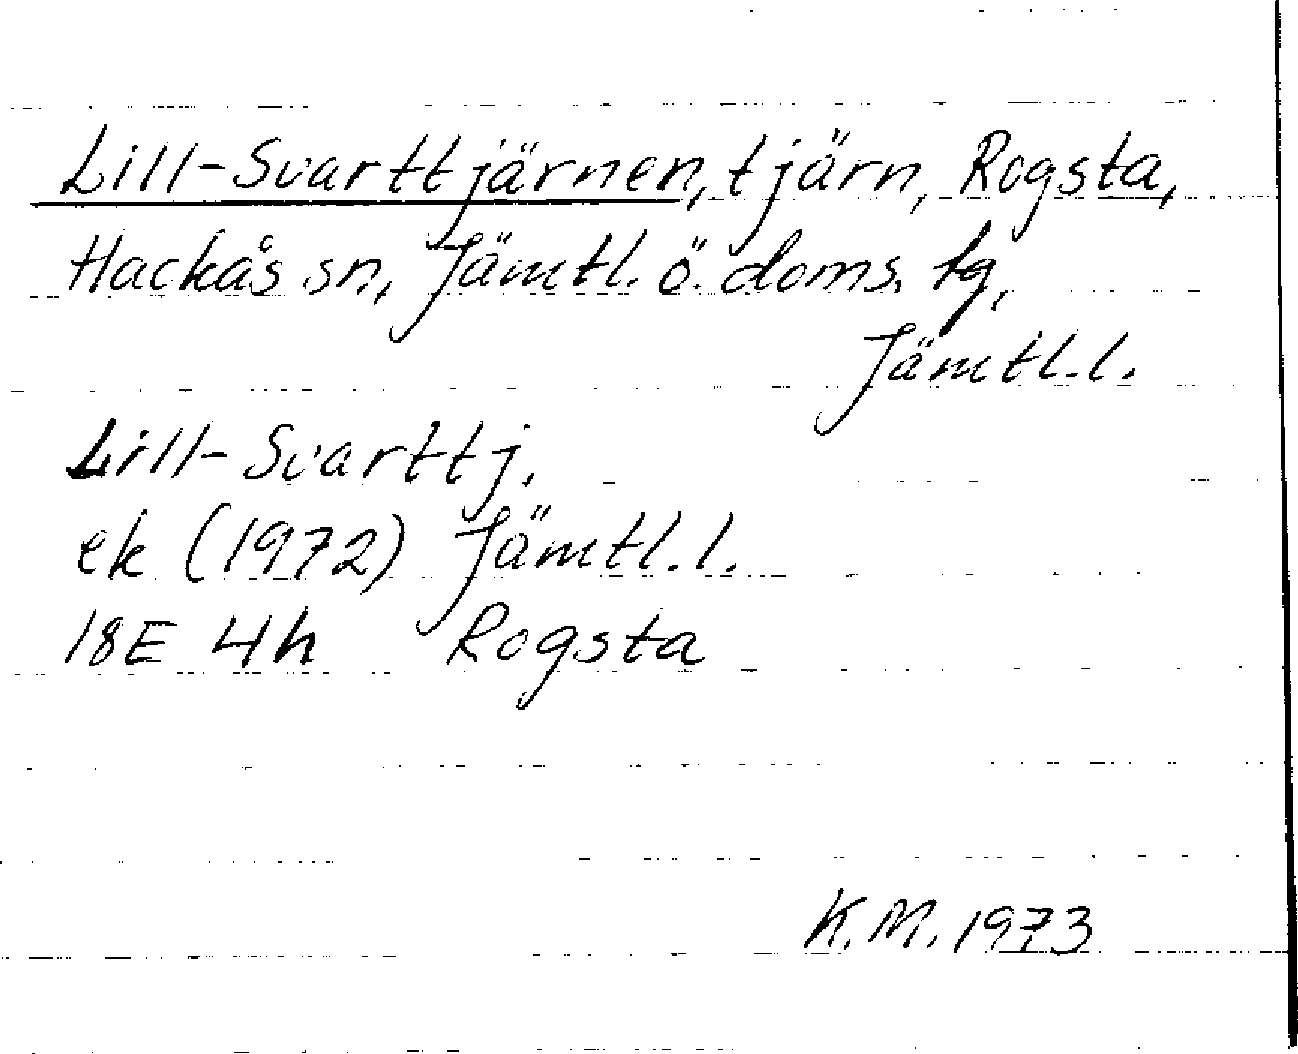 Lill-Svarttjärnen, tjärn, Rogsta,
Hackås sn, Jämtl. ö. doms. tg,
Jämtl. l.
Lill-Svarttj.
ek (1972) Jämtl. l.
18E 4h Rogsta
K.M. 1973